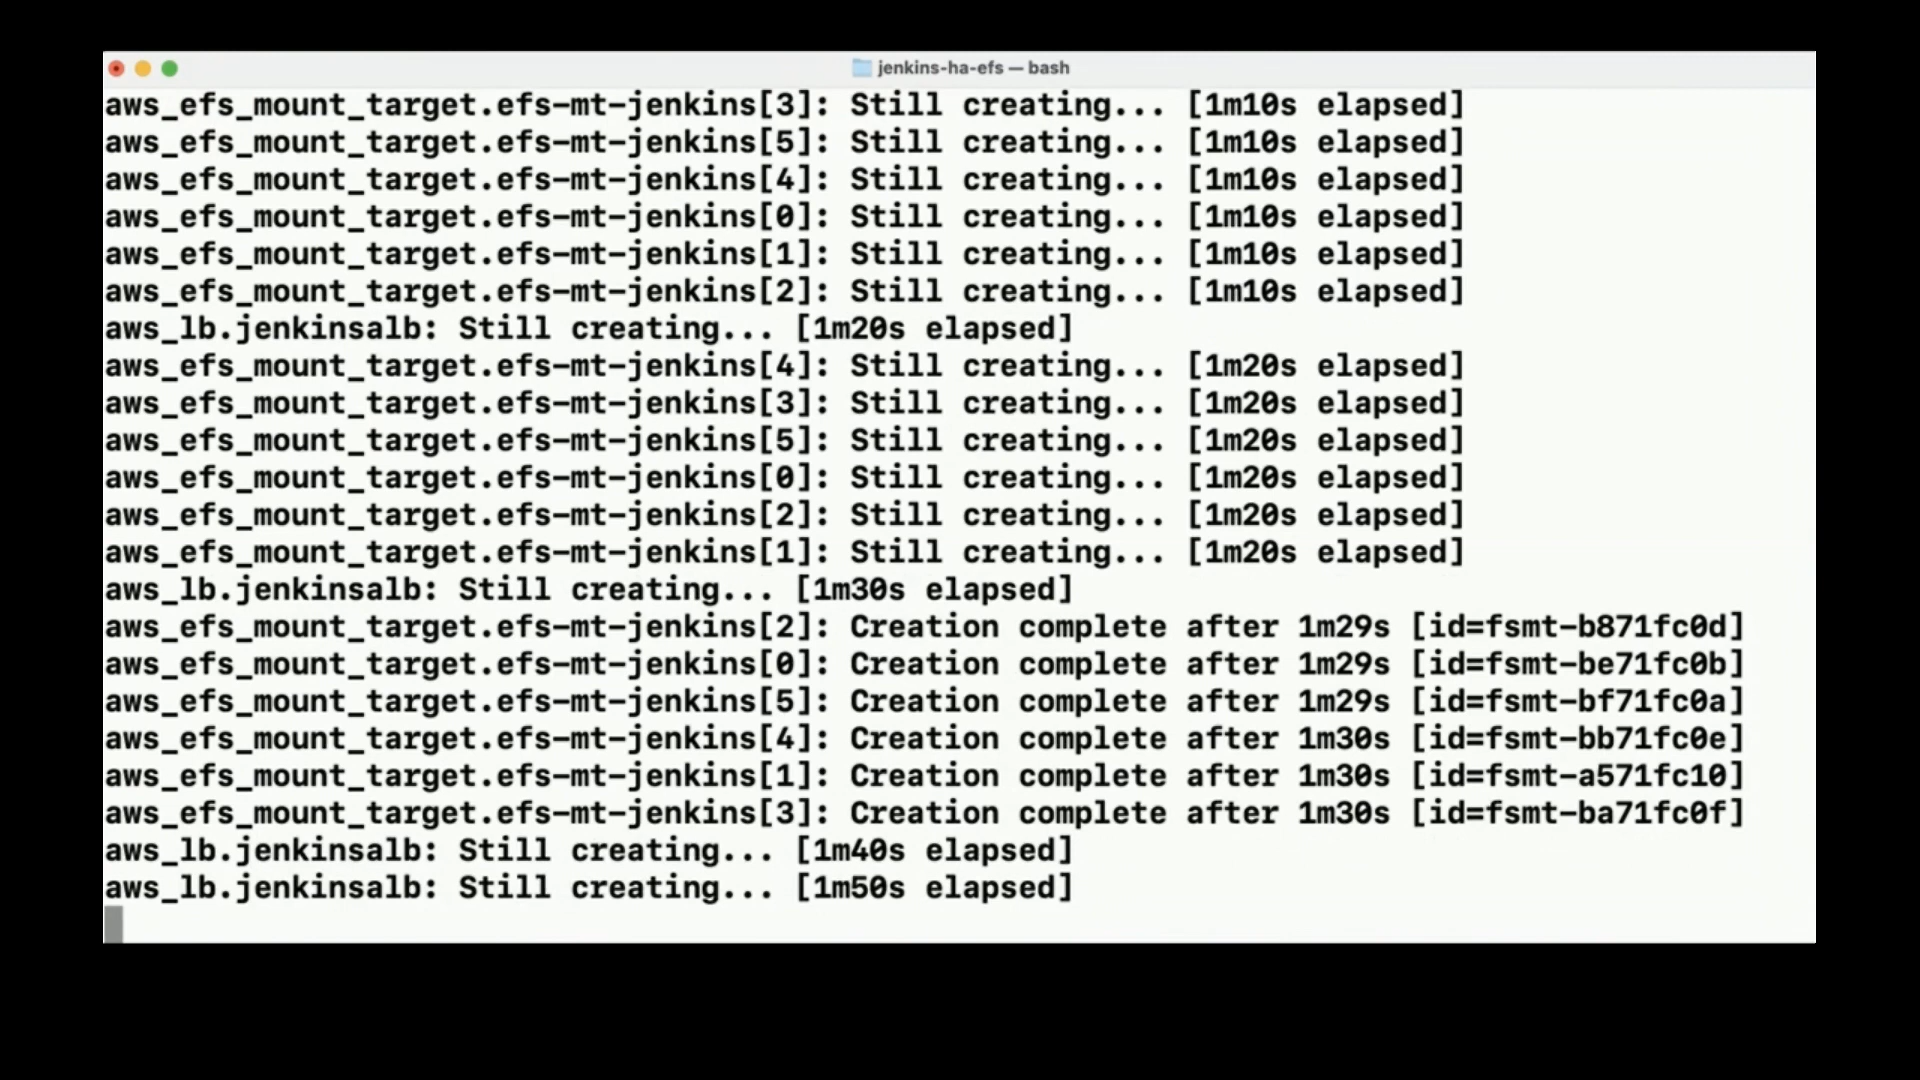 jenkins-ha-efs — bash
aws_efs_mount_target.efs-mt-jenkins[3]: Still creating... [1m10s elapsed]
aws_efs_mount_target.efs-mt-jenkins[5]: Still creating... [1m10s elapsed]
aws_efs_mount_target.efs-mt-jenkins[4]: Still creating... [1m10s elapsed]
aws_efs_mount_target.efs-mt-jenkins[0]: Still creating... [1m10s elapsed]
aws_efs_mount_target.efs-mt-jenkins[1]: Still creating... [1m10s elapsed]
aws_efs_mount_target.efs-mt-jenkins[2]: Still creating... [1m10s elapsed]
aws_lb.jenkinsalb: Still creating... [1m20s elapsed]
aws_efs_mount_target.efs-mt-jenkins[4]: Still creating... [1m20s elapsed]
aws_efs_mount_target.efs-mt-jenkins[3]: Still creating... [1m20s elapsed]
aws_efs_mount_target.efs-mt-jenkins[5]: Still creating... [1m20s elapsed]
aws_efs_mount_target.efs-mt-jenkins[0]: Still creating... [1m20s elapsed]
aws_efs_mount_target.efs-mt-jenkins[2]: Still creating... [1m20s elapsed]
aws_efs_mount_target.efs-mt-jenkins[1]: Still creating... [1m20s elapsed]
aws_lb.jenkinsalb: Still creating... [1m30s elapsed]
aws_efs_mount_target.efs-mt-jenkins[2]: Creation complete after 1m29s [id=fsmt-b871fc0d]
aws_efs_mount_target.efs-mt-jenkins[0]: Creation complete after 1m29s [id=fsmt-be71fc0b]
aws_efs_mount_target.efs-mt-jenkins[5]: Creation complete after 1m29s [id=fsmt-bf71fc0a]
aws_efs_mount_target.efs-mt-jenkins[4]: Creation complete after 1m30s [id=fsmt-bb71fc0e]
aws_efs_mount_target.efs-mt-jenkins[1]: Creation complete after 1m30s [id=fsmt-a571fc10]
aws_efs_mount_target.efs-mt-jenkins[3]: Creation complete after 1m30s [id=fsmt-ba71fc0f]
aws_lb.jenkinsalb: Still creating... [1m40s elapsed]
aws_lb.jenkinsalb: Still creating... [1m50s elapsed]